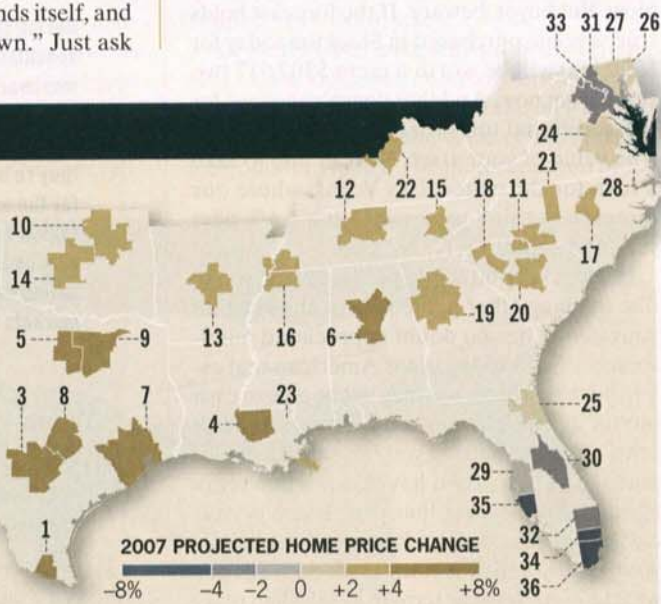 nds itself, and
wn." Just ask
33 31 27 26
24
21
12 22 15 18 11 28
10
17
14
5 9 13 16 6 19 20
3 8 7 4 23 25
30
29
35
1
32
34
36
2007 PROJECTED HOME PRICE CHANGE
−8% −4 −2 0 +2 +4 +8%